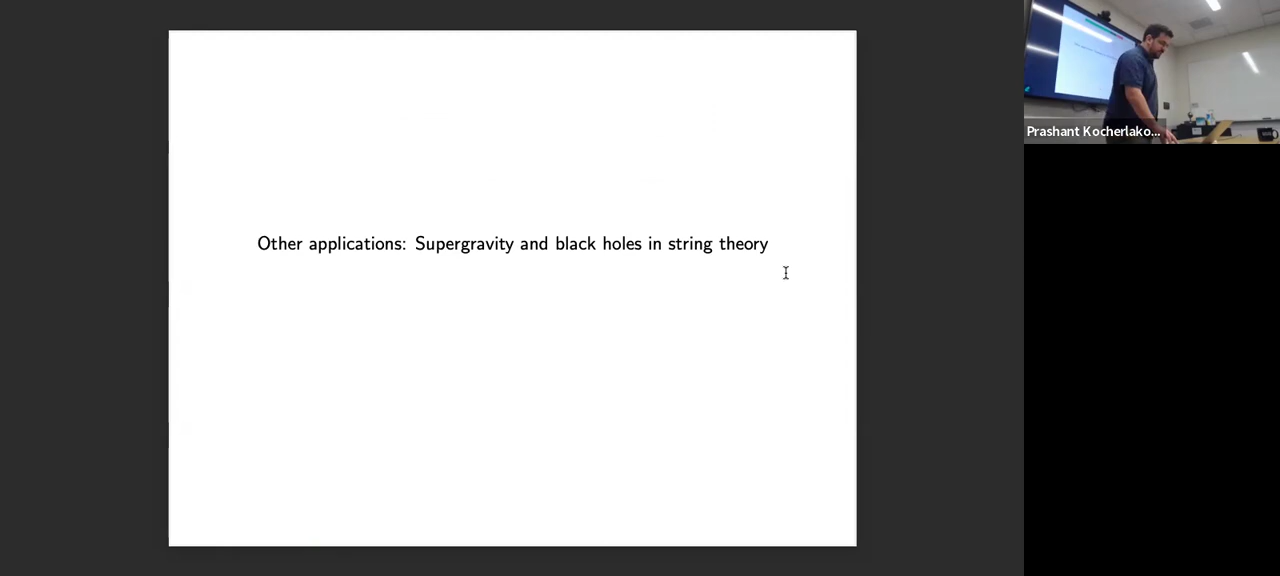 Other applications: Supergravity and black holes in string theory
Prashant Kocherlako...